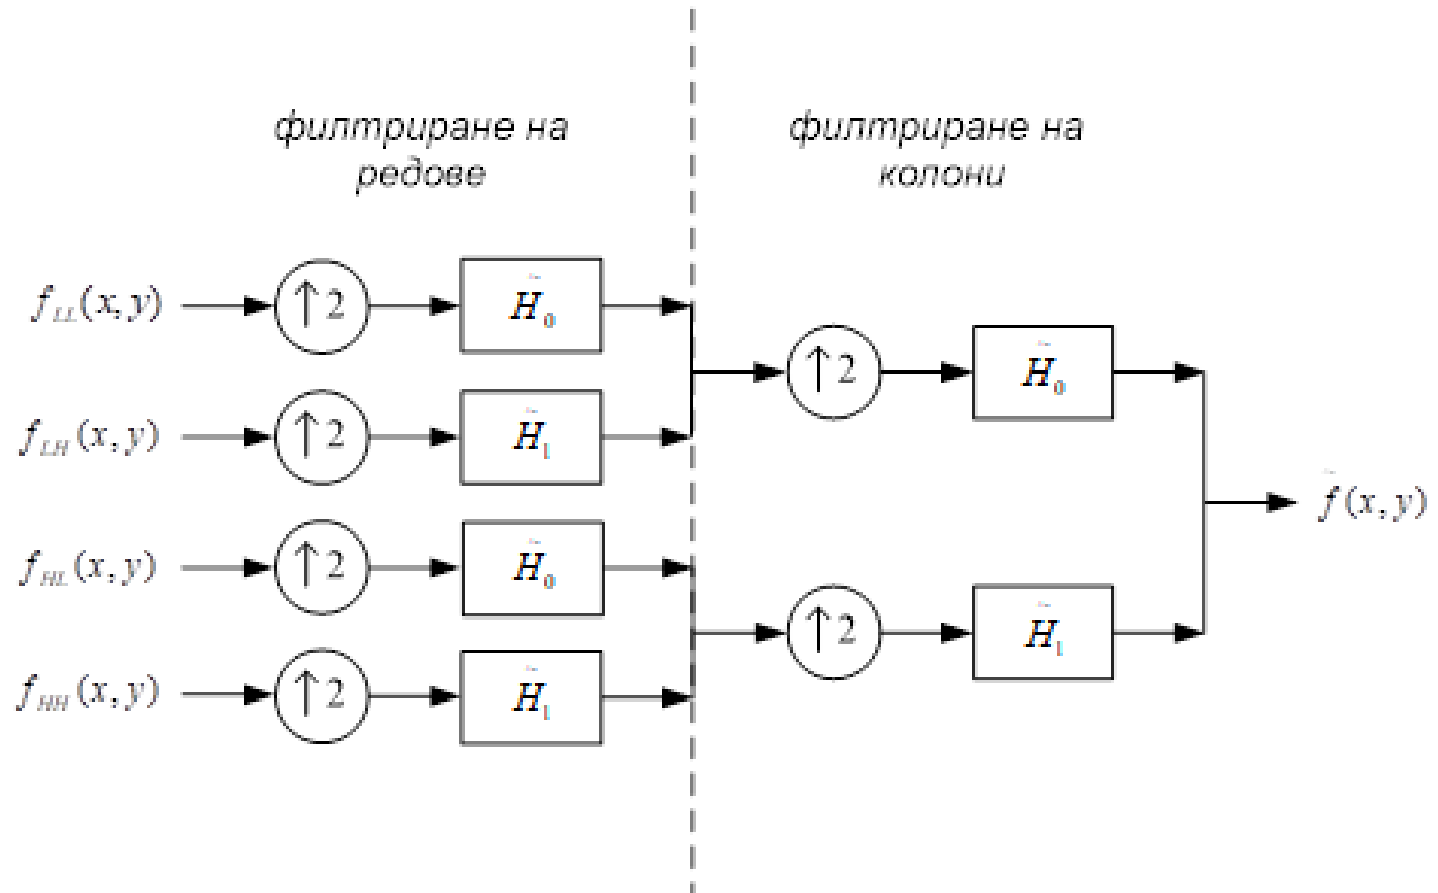 филтриране на
редове
филтриране на
колони
f_LL(x,y) ↑2 H̃_0
↑2 H̃_0
f_LH(x,y) ↑2 H̃_1
f̃(x,y)
f_HL(x,y) ↑2 H̃_0
↑2 H̃_1
f_HH(x,y) ↑2 H̃_1